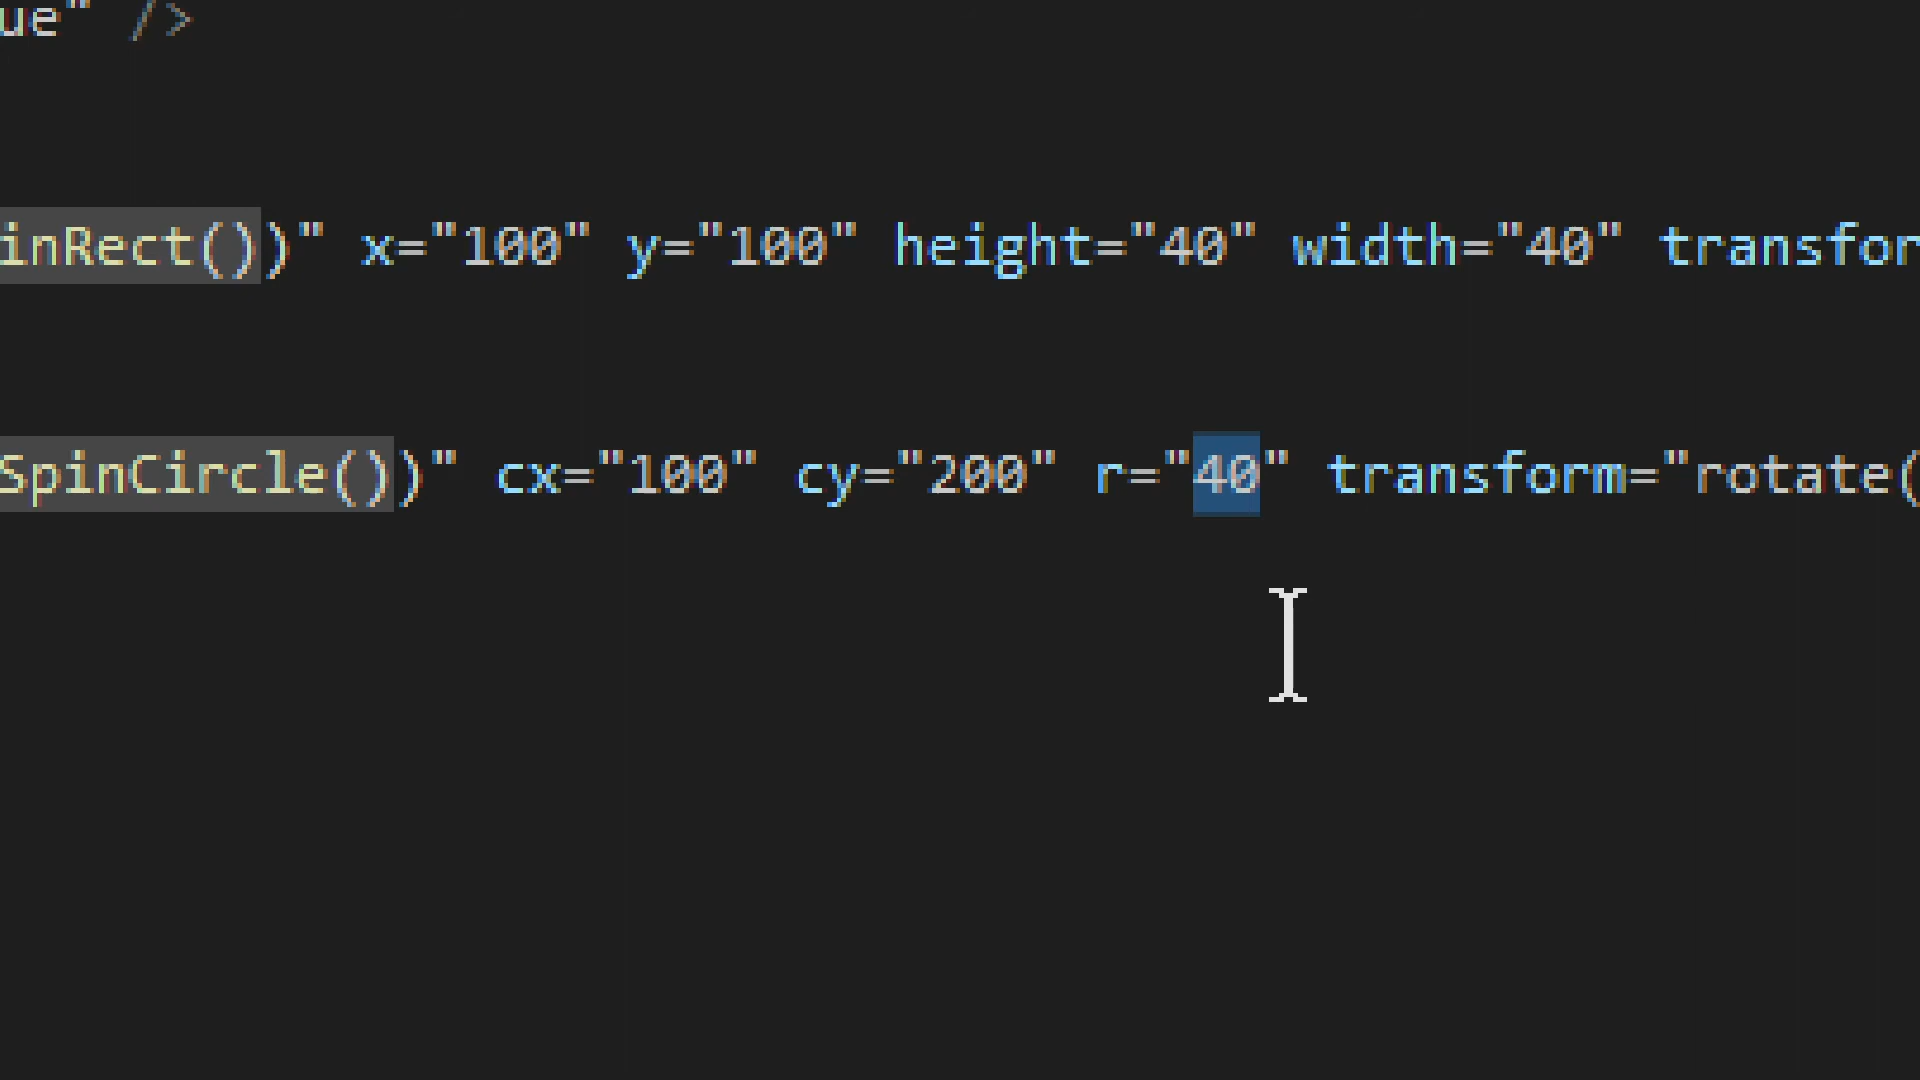 ue" />
inRect())" x="100" y="100" height="40" width="40" transfor
SpinCircle())" cx="100" cy="200" r="40" transform="rotate(